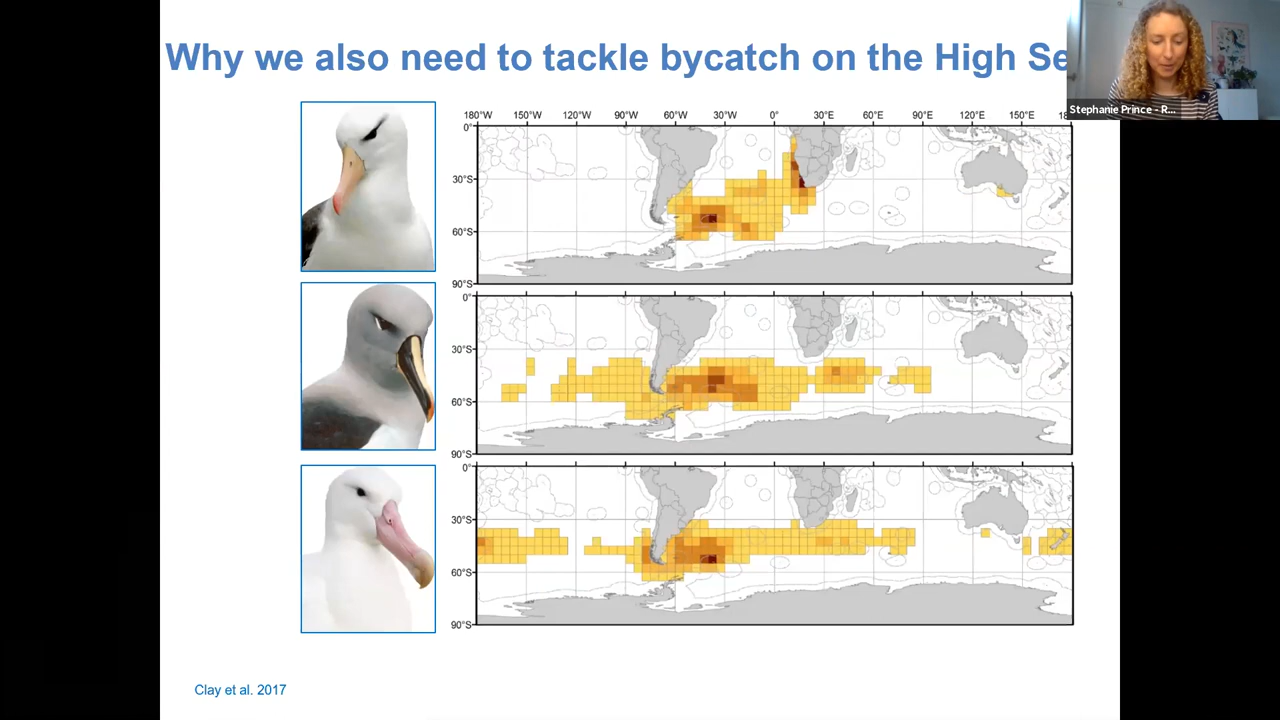 Why we also need to tackle bycatch on the High Se
Stephanie Prince - R...
180°W 150°W 120°W 90°W 60°W 30°W 0° 30°E 60°E 90°E 120°E 150°E 18
0°
30°S
60°S
90°S
0°
30°S
60°S
90°S
0°
30°S
60°S
90°S
Clay et al. 2017